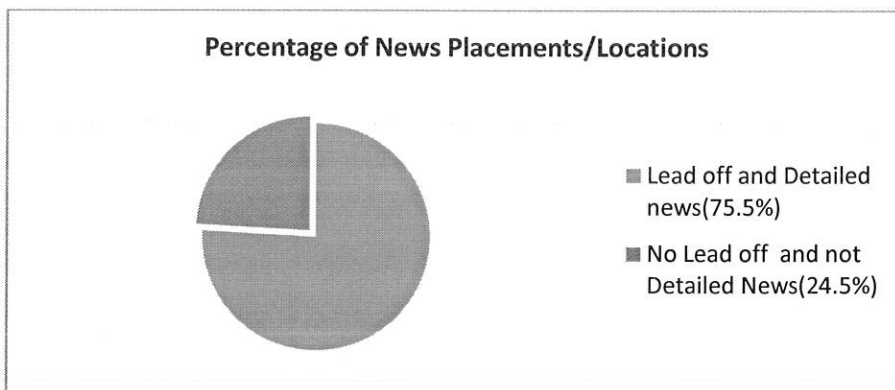 Percentage of News Placements/Locations
Lead off and Detailed
news(75.5%)
No Lead off and not
Detailed News(24.5%)